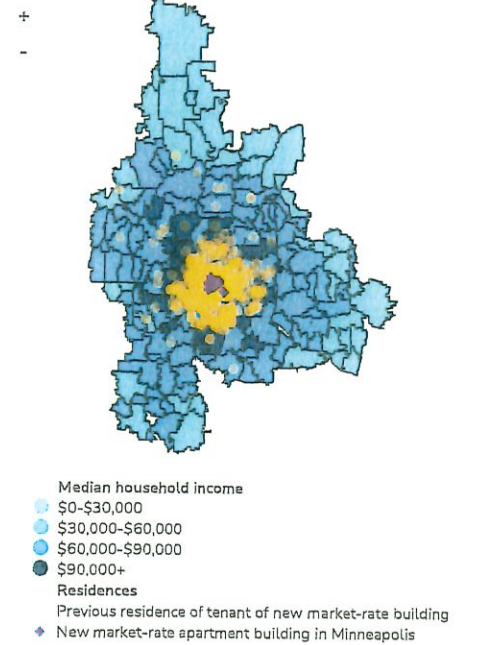 +
-
Median household income
$0-$30,000
$30,000-$60,000
$60,000-$90,000
$90,000+
Residences
Previous residence of tenant of new market-rate building
New market-rate apartment building in Minneapolis